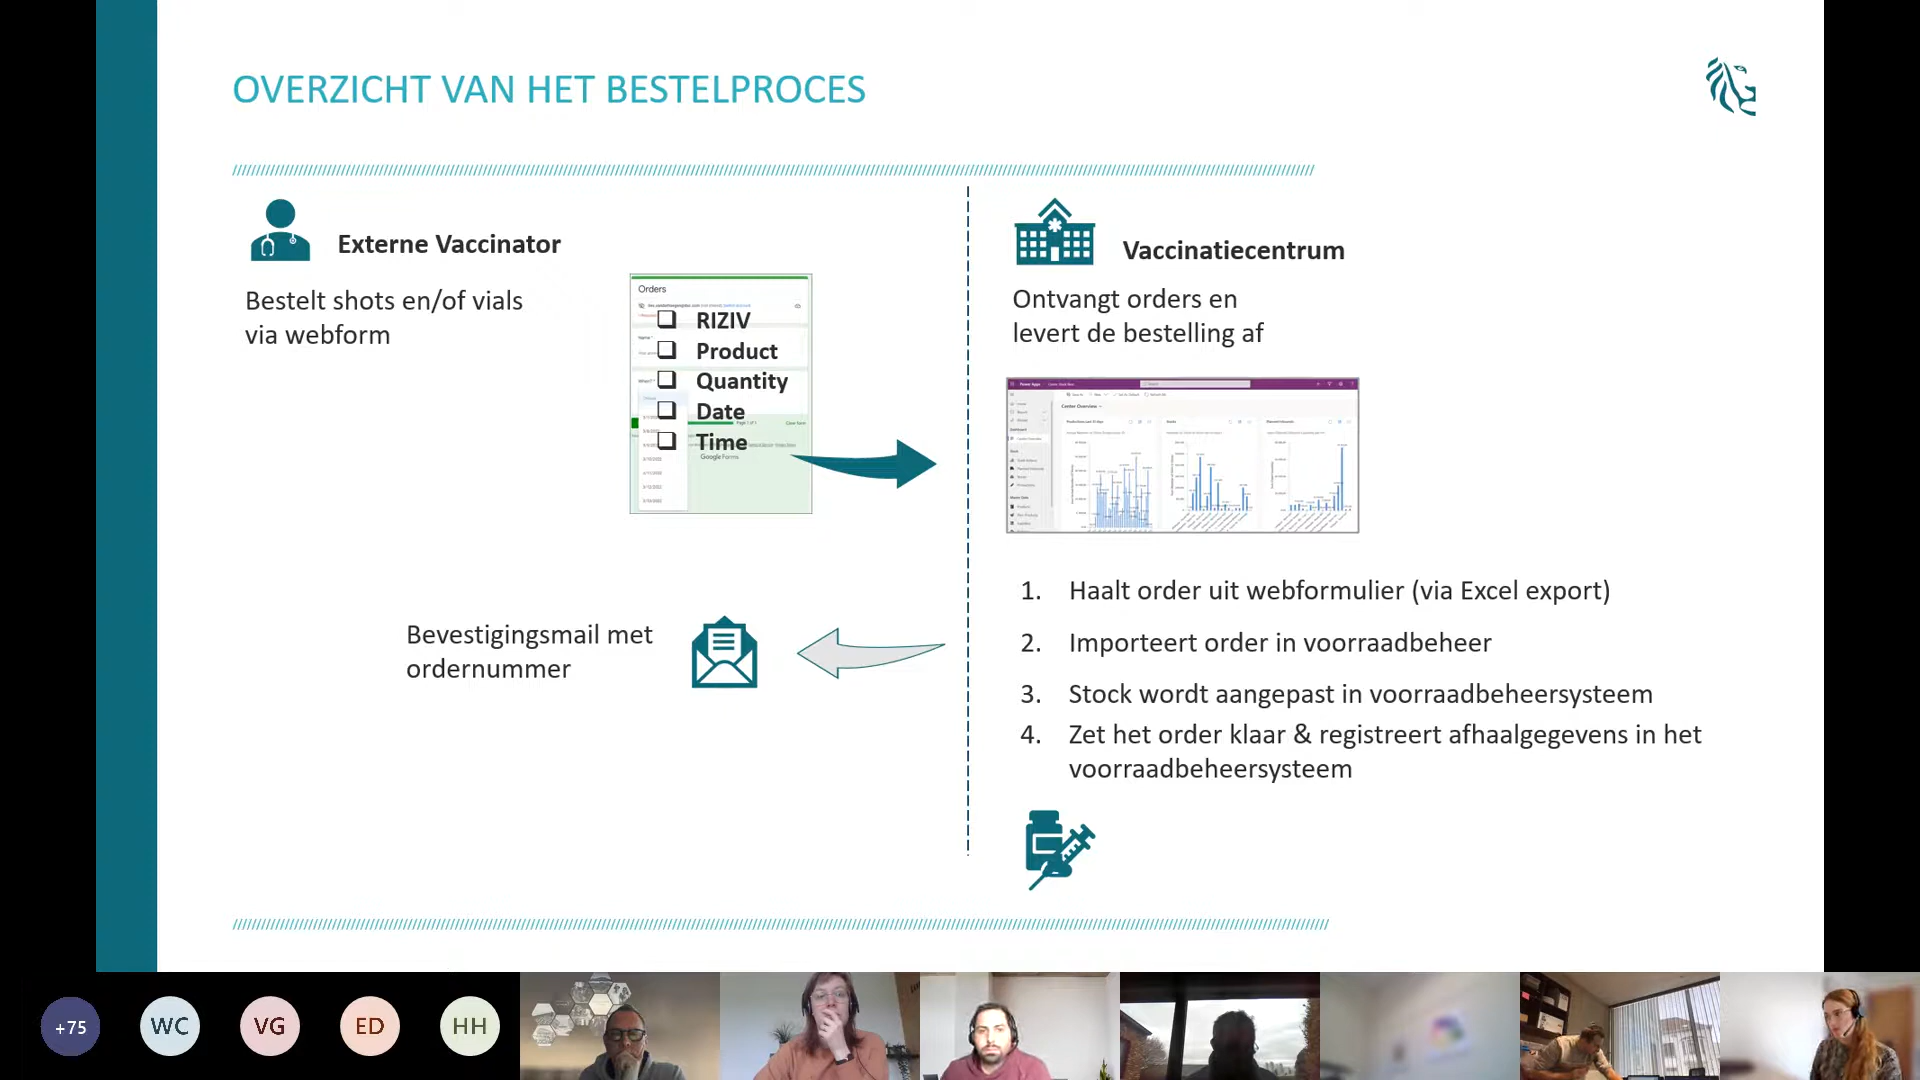 OVERZICHT VAN HET BESTELPROCES
Externe Vaccinator
Bestelt shots en/of vials
via webform
Orders
RIZIV
Product
Quantity
Date
Time
Google Forms
Bevestigingsmail met
ordernummer
Vaccinatiecentrum
Ontvangt orders en
levert de bestelling af
Power Apps
Center Overview
1. Haalt order uit webformulier (via Excel export)
2. Importeert order in voorraadbeheer
3. Stock wordt aangepast in voorraadbeheersysteem
4. Zet het order klaar & registreert afhaalgegevens in het
voorraadbeheersysteem
+75
WC
VG
ED
HH